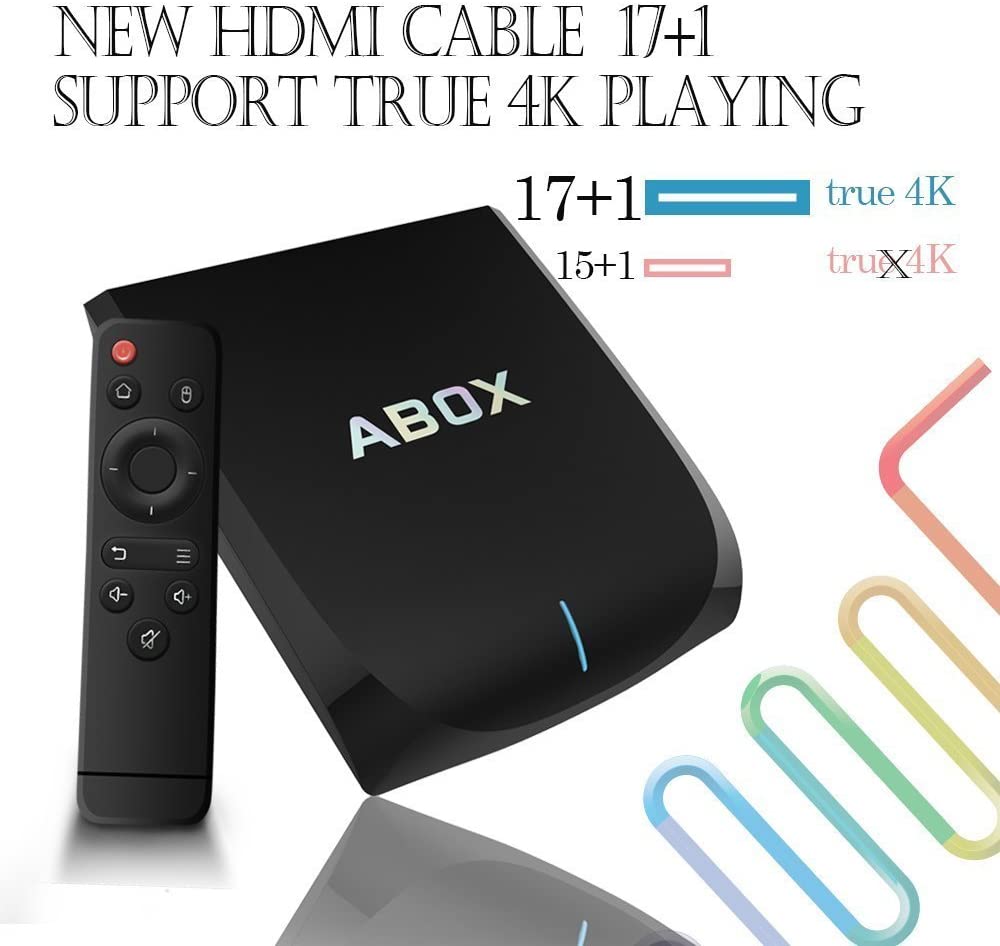 NEW HDMI CABLE 17+1
SUPPORT TRUE 4K PLAYING
17+1 true 4K
15+1 true 4K
X
ABOX